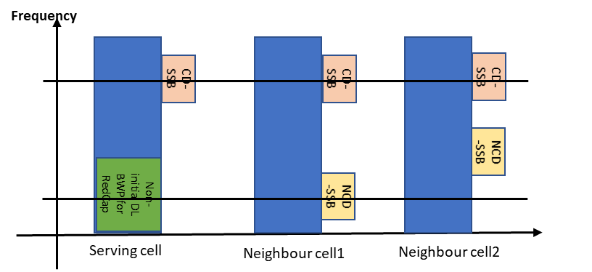 Frequency
CD-
SSB
CD-
SSB
CD-
SSB
NCD
-SSB
Non-
initial DL
BWP for
RedCap
NCD
-SSB
Serving cell
Neighbour cell1
Neighbour cell2